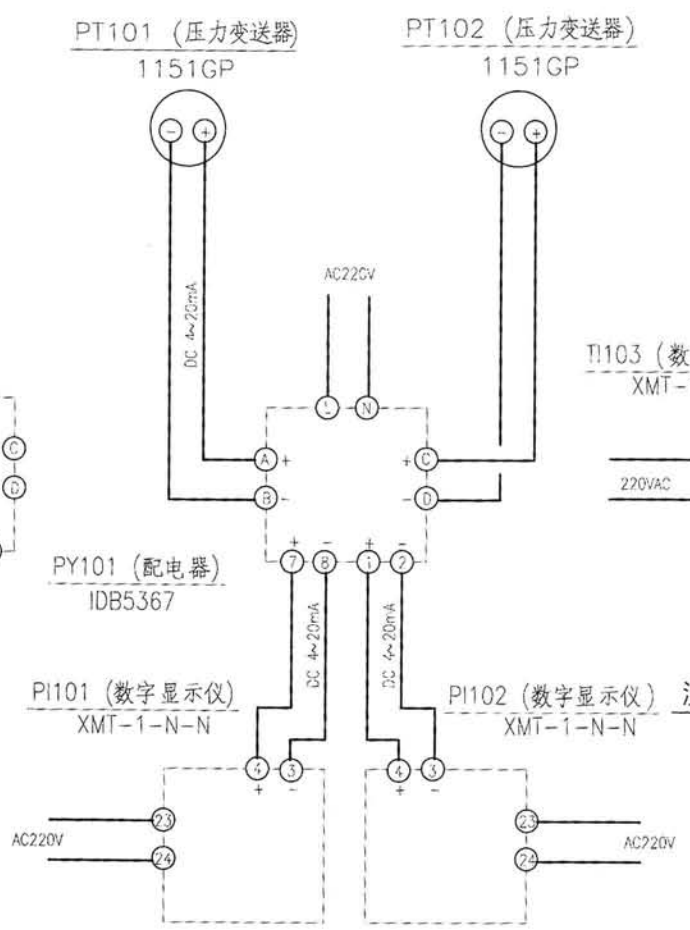 PT101 (压力变送器)
1151GP
PT102 (压力变送器)
1151GP
- +
- +
AC220V
DC 4~20mA
TI103 (数
XMT-
L N
A +
B -
+ C
- D
C
D
220VAC
+ - + -
7 8 1 2
PY101 (配电器)
IDB5367
DC 4~20mA
DC 4~20mA
PI101 (数字显示仪)
XMT-1-N-N
PI102 (数字显示仪)
XMT-1-N-N
4 3
+ -
4 3
+ -
23
24
AC220V
23
24
AC220V